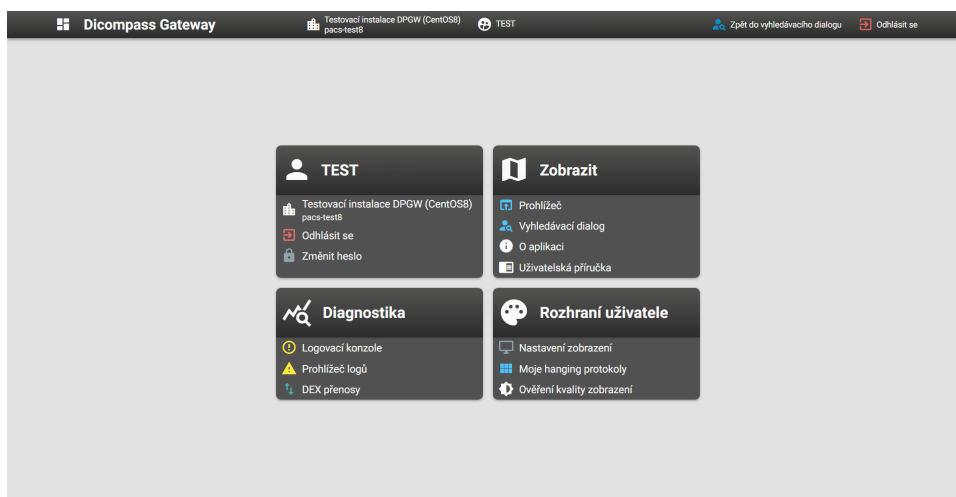 Dicompass Gateway
Testovací instalace DPGW (CentOS8)
pacs-test8
TEST
Zpět do vyhledávacího dialogu
Odhlásit se
TEST
Testovací instalace DPGW (CentOS8)
pacs-test8
Odhlásit se
Změnit heslo
Zobrazit
Prohlížeč
Vyhledávací dialog
O aplikaci
Uživatelská příručka
Diagnostika
Logovací konzole
Prohlížeč logů
DEX přenosy
Rozhraní uživatele
Nastavení zobrazení
Moje hanging protokoly
Ověření kvality zobrazení